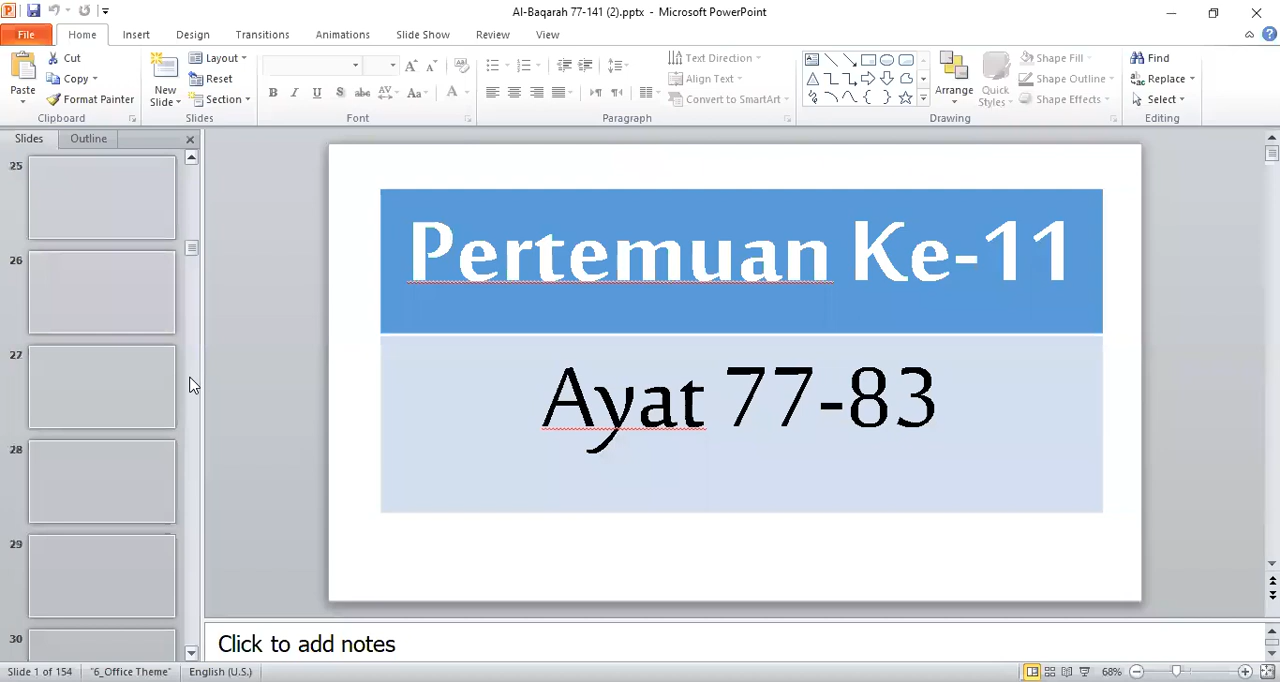 Al-Baqarah 77-141 (2).pptx - Microsoft PowerPoint
File Home Insert Design Transitions Animations Slide Show Review View
Paste
Cut
Copy
Format Painter
Clipboard
New Slide
Layout
Reset
Section
Slides
B I U S abc AV Aa A
Font
Text Direction
Align Text
Convert to SmartArt
Paragraph
Arrange
Quick Styles
Shape Fill
Shape Outline
Shape Effects
Drawing
Find
Replace
Select
Editing
Slides Outline
25
26
27
28
29
30
Pertemuan Ke-11
Ayat 77-83
Click to add notes
Slide 1 of 154 "6_Office Theme" English (U.S.) 68%